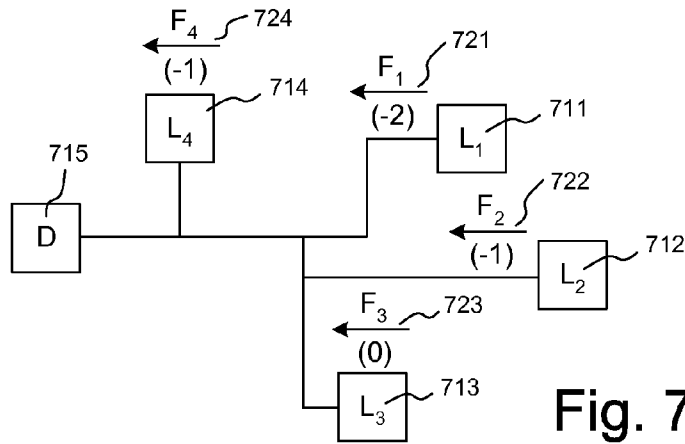 F₄ 724
(-1)
L₄ 714
F₁ 721
(-2)
L₁ 711
715
D
F₂ 722
(-1)
L₂ 712
F₃ 723
(0)
L₃ 713
Fig. 7